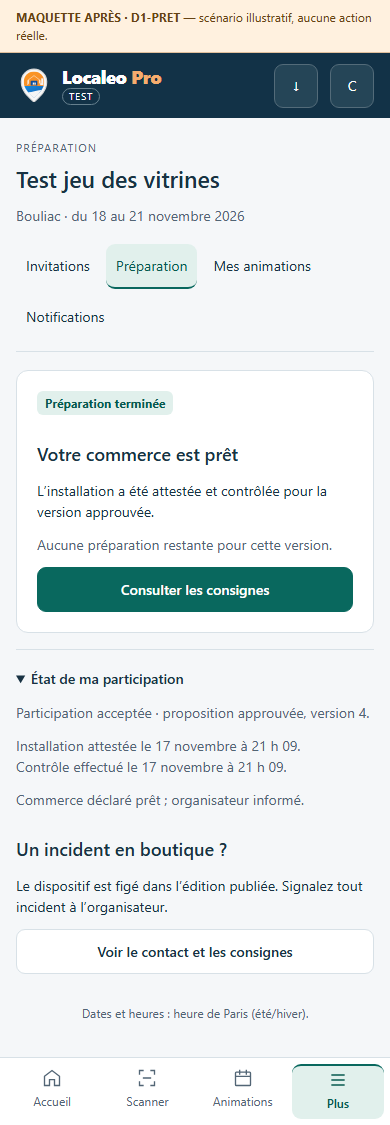 MAQUETTE APRÈS · D1-PRET — scénario illustratif, aucune action
réelle.
Localeo Pro
TEST
↓
C
PRÉPARATION
Test jeu des vitrines
Bouliac · du 18 au 21 novembre 2026
Invitations
Préparation
Mes animations
Notifications
Préparation terminée
Votre commerce est prêt
L’installation a été attestée et contrôlée pour la
version approuvée.
Aucune préparation restante pour cette version.
Consulter les consignes
▼ État de ma participation
Participation acceptée · proposition approuvée, version 4.
Installation attestée le 17 novembre à 21 h 09.
Contrôle effectué le 17 novembre à 21 h 09.
Commerce déclaré prêt ; organisateur informé.
Un incident en boutique ?
Le dispositif est figé dans l’édition publiée. Signalez tout
incident à l’organisateur.
Voir le contact et les consignes
Dates et heures : heure de Paris (été/hiver).
Accueil
Scanner
Animations
Plus